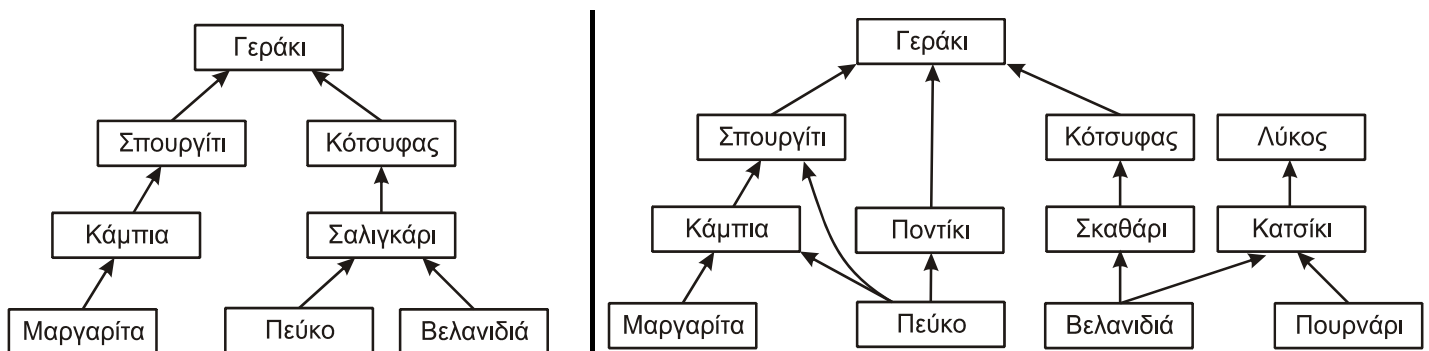 Γεράκι
Σπουργίτι
Κότσυφας
Κάμπια
Σαλιγκάρι
Μαργαρίτα
Πεύκο
Βελανιδιά
Γεράκι
Σπουργίτι
Κότσυφας
Λύκος
Κάμπια
Ποντίκι
Σκαθάρι
Κατσίκι
Μαργαρίτα
Πεύκο
Βελανιδιά
Πουρνάρι